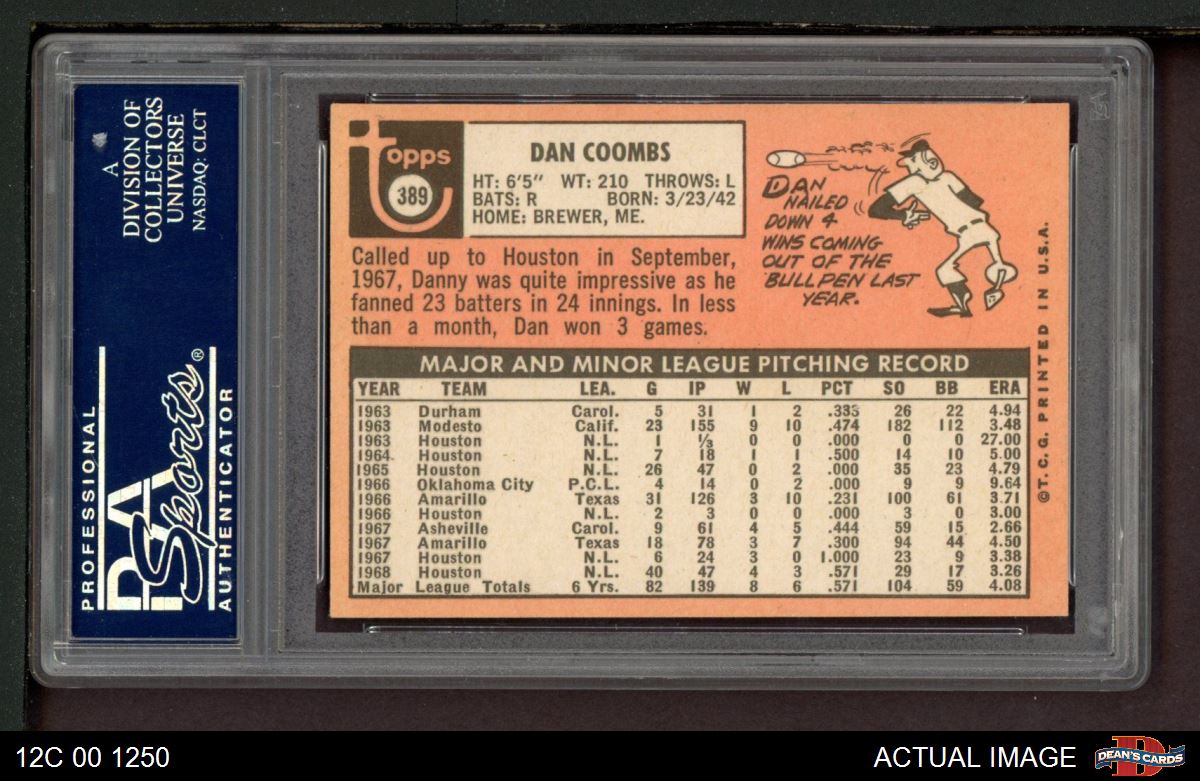 A
DIVISION OF
COLLECTORS
UNIVERSE
NASDAQ: CLCT
PROFESSIONAL
PSA
Sports®
AUTHENTICATOR
topps
389
DAN COOMBS
HT: 6'5" WT: 210 THROWS: L
BATS: R BORN: 3/23/42
HOME: BREWER, ME.
Called up to Houston in September,
1967, Danny was quite impressive as he
fanned 23 batters in 24 innings. In less
than a month, Dan won 3 games.
DAN
NAILED
DOWN 4
WINS COMING
OUT OF THE
BULLPEN LAST
YEAR.
MAJOR AND MINOR LEAGUE PITCHING RECORD
YEAR TEAM LEA. G IP W L PCT SO BB ERA
1963 Durham Carol. 5 31 1 2 .333 26 22 4.94
1963 Modesto Calif. 23 155 9 10 .474 182 112 3.48
1963 Houston N.L. 1 ⅓ 0 0 .000 0 0 27.00
1964 Houston N.L. 7 18 1 1 .500 14 10 5.00
1965 Houston N.L. 26 47 0 2 .000 35 23 4.79
1966 Oklahoma City P.C.L. 4 14 0 2 .000 9 9 9.64
1966 Amarillo Texas 31 126 3 10 .231 100 61 3.71
1966 Houston N.L. 2 3 0 0 .000 3 0 3.00
1967 Asheville Carol. 9 61 4 5 .444 59 15 2.66
1967 Amarillo Texas 18 78 3 7 .300 94 44 4.50
1967 Houston N.L. 6 24 3 0 1.000 23 9 3.38
1968 Houston N.L. 40 47 4 3 .571 29 17 3.26
Major League Totals 6 Yrs. 82 139 8 6 .571 104 59 4.08
©T.C.G. PRINTED IN U.S.A.
12C 00 1250
ACTUAL IMAGE
D
DEAN'S CARDS